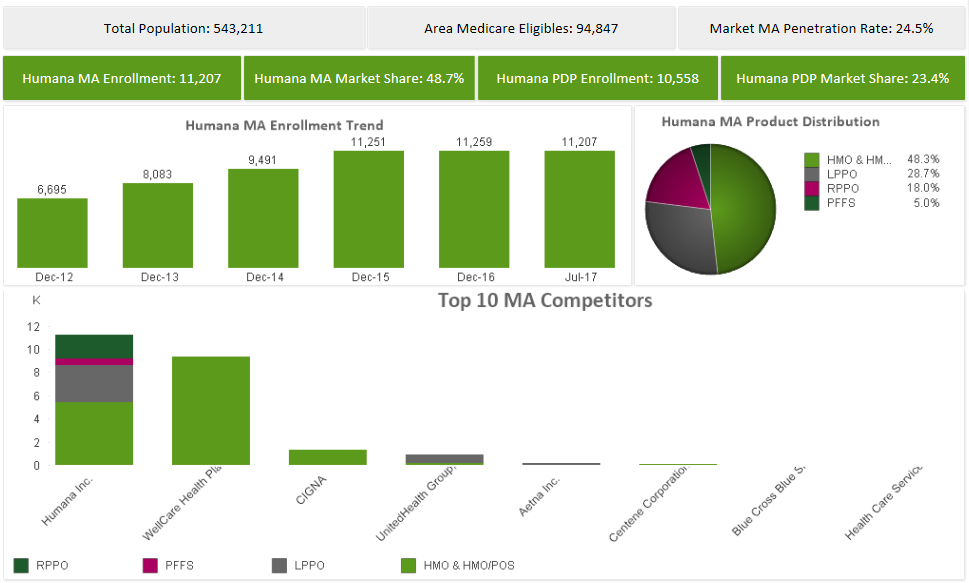 Total Population: 543,211
Area Medicare Eligibles: 94,847
Market MA Penetration Rate: 24.5%
Humana MA Enrollment: 11,207
Humana MA Market Share: 48.7%
Humana PDP Enrollment: 10,558
Humana PDP Market Share: 23.4%
Humana MA Enrollment Trend
6,695
8,083
9,491
11,251
11,259
11,207
Dec-12
Dec-13
Dec-14
Dec-15
Dec-16
Jul-17
Humana MA Product Distribution
HMO & HM... 48.3%
LPPO 28.7%
RPPO 18.0%
PFFS 5.0%
Top 10 MA Competitors
K
12
10
8
6
4
2
0
Humana Inc.
WellCare Health Pla
CIGNA
UnitedHealth Group,
Aetna Inc.
Centene Corporation
Blue Cross Blue S.
Health Care Service
RPPO
PFFS
LPPO
HMO & HMO/POS